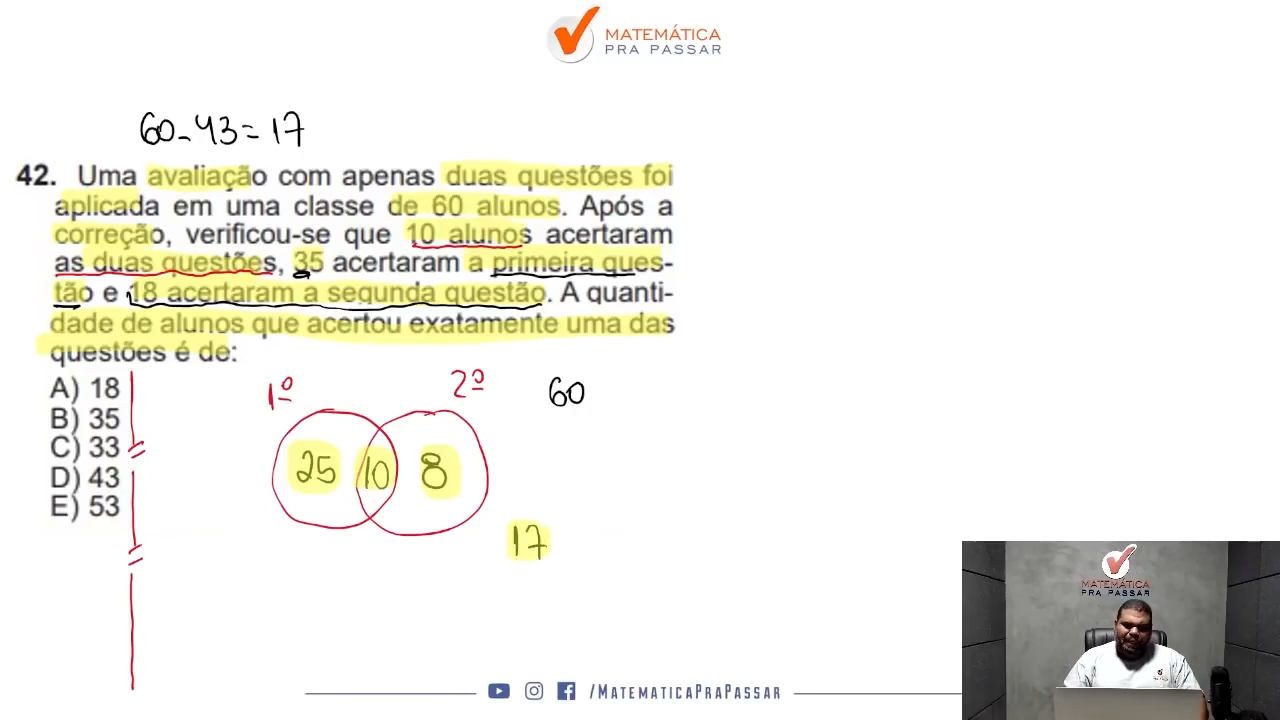 MATEMÁTICA
PRA PASSAR
60-43=17
42. Uma avaliação com apenas duas questões foi
aplicada em uma classe de 60 alunos. Após a
correção, verificou-se que 10 alunos acertaram
as duas questões, 35 acertaram a primeira ques-
tão e 18 acertaram a segunda questão. A quanti-
dade de alunos que acertou exatamente uma das
questões é de:
A) 18
B) 35
C) 33
D) 43
E) 53
1º
2º
60
25 10 8
17
MATEMÁTICA
PRA PASSAR
/MATEMATICAPRAPASSAR